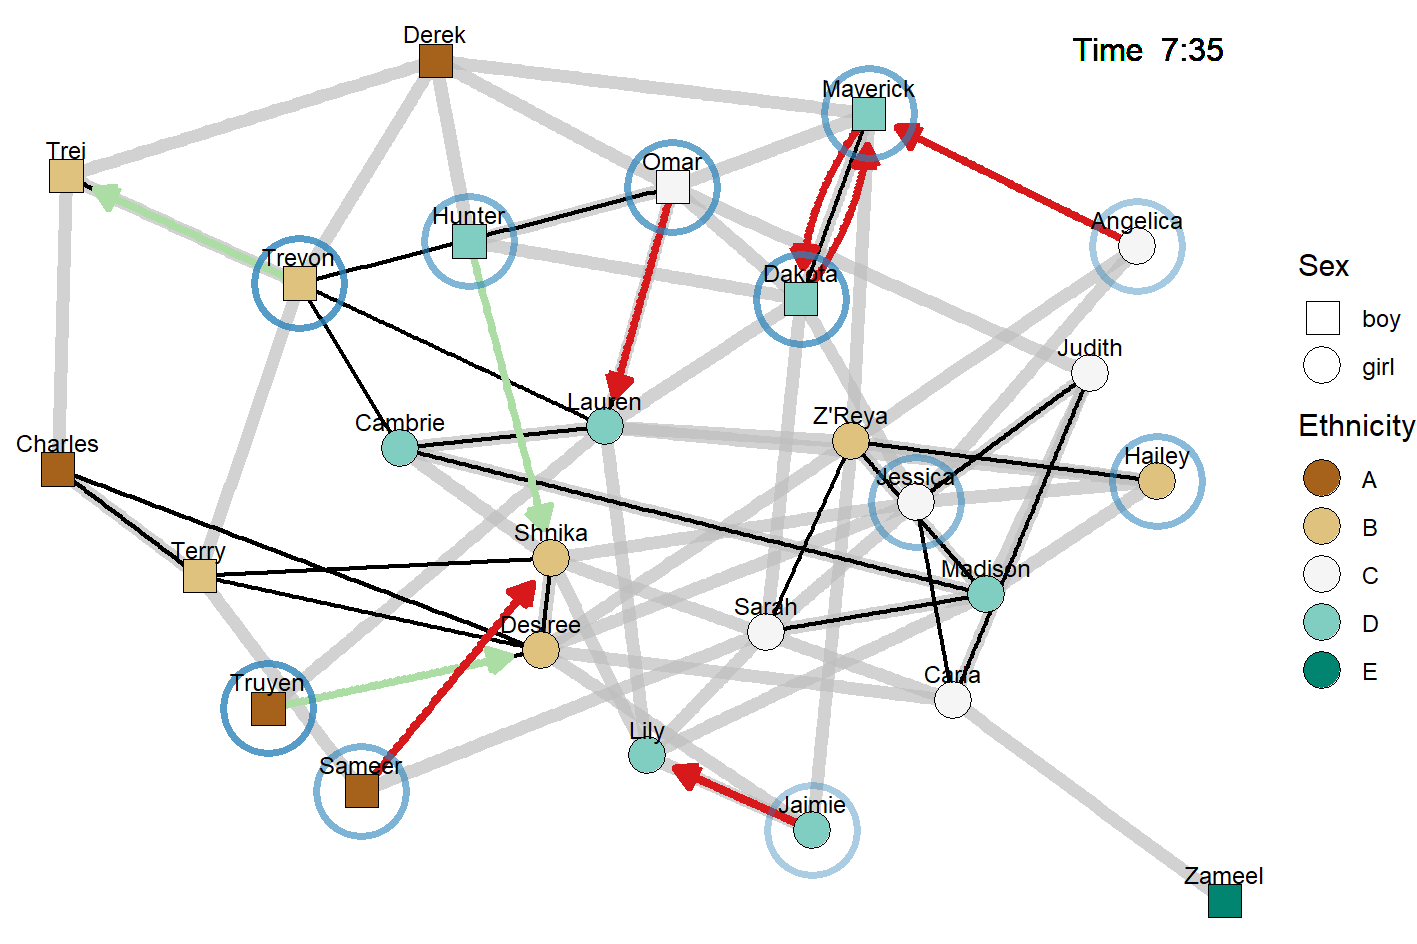 Derek
Time 7:35
Maverick
Trei
Omar
Hunter
Angelica
Trevon
Dakota
Judith
Lauren
Cambrie
Z'Reya
Charles
Hailey
Jessica
Shnika
Terry
Madison
Sarah
Desiree
Carla
Truyen
Lily
Sameer
Jaimie
Zameel
Sex
boy
girl
Ethnicity
A
B
C
D
E